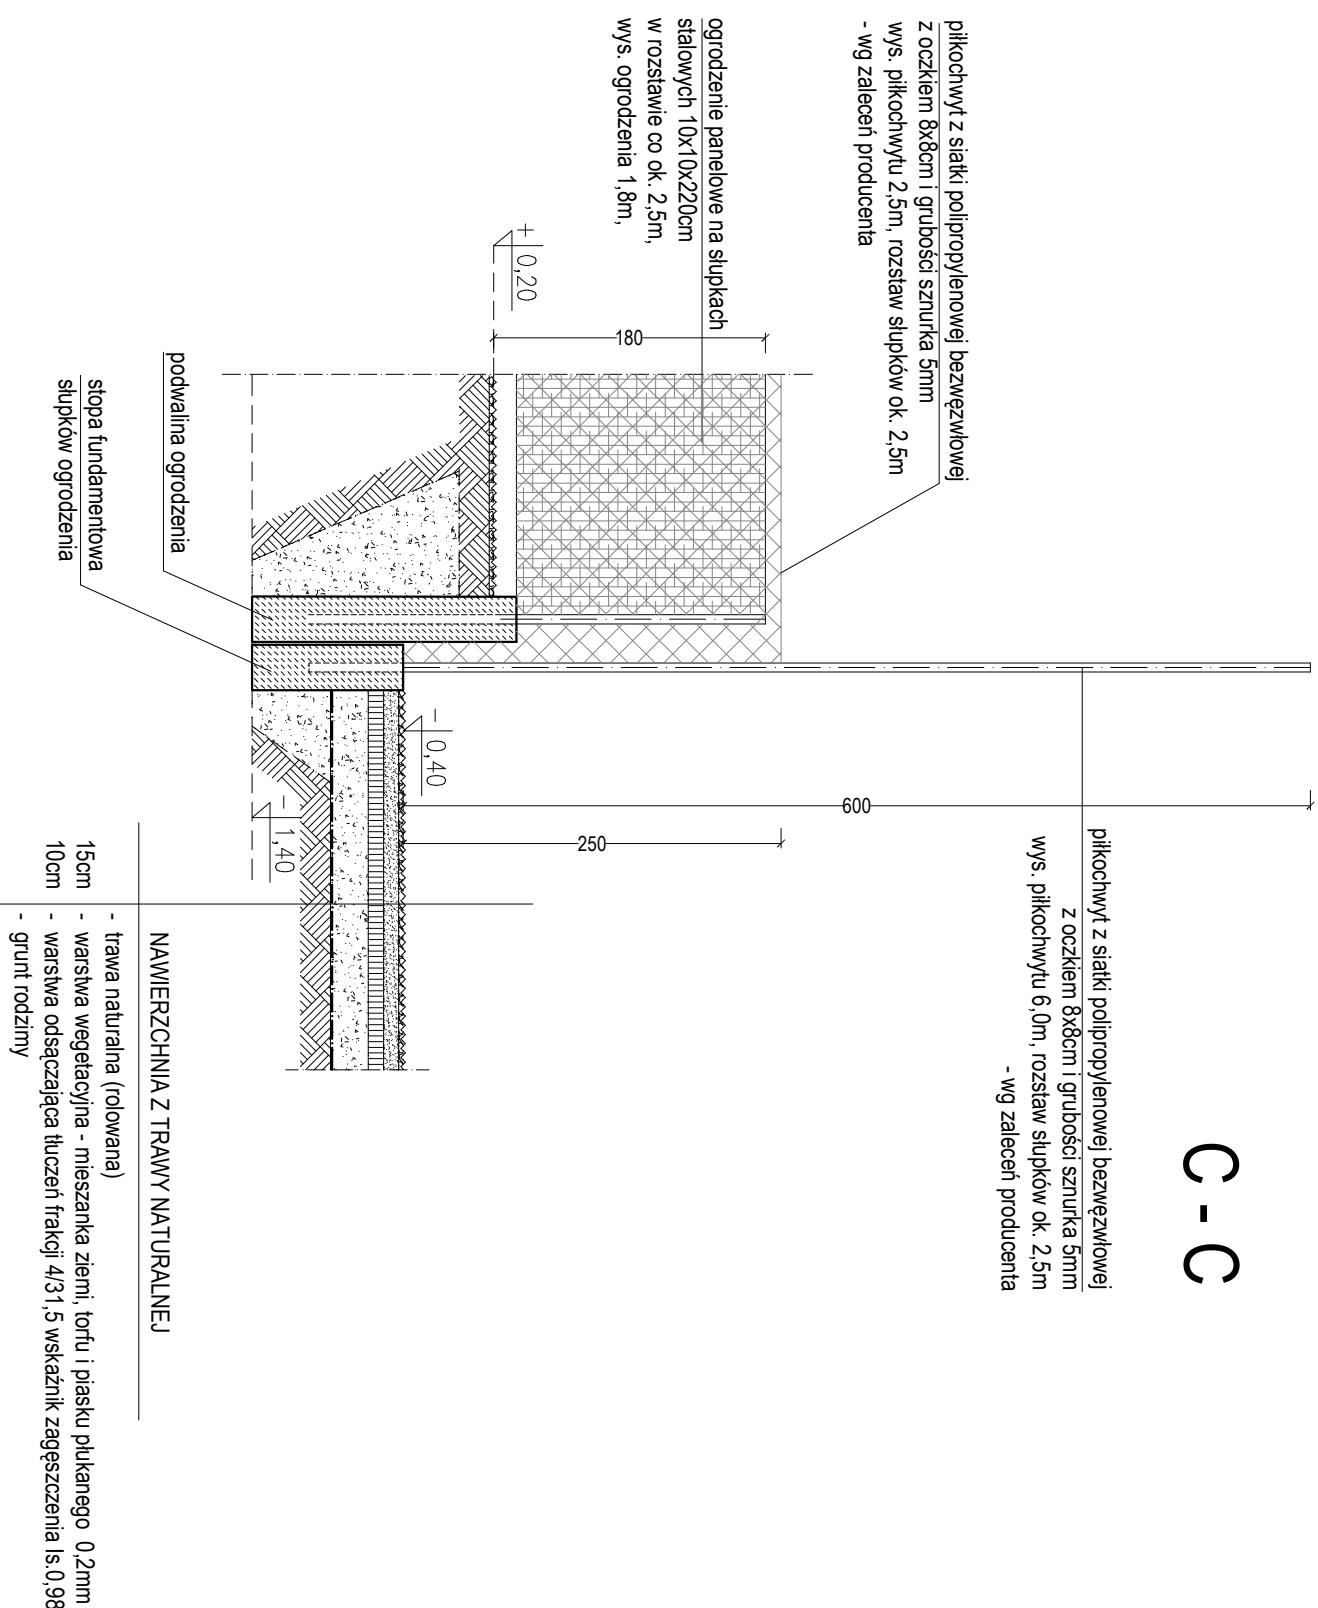 C - C
piłkochwyt z siatki polipropylenowej bezwęzwłowej
z oczkiem 8x8cm i grubości sznurka 5mm
wys. piłkochwytu 6,0m, rozstaw słupków ok. 2,5m
- wg zaleceń producenta
piłkochwyt z siatki polipropylenowej bezwęzwłowej
z oczkiem 8x8cm i grubości sznurka 5mm
wys. piłkochwytu 2,5m, rozstaw słupków ok. 2,5m
- wg zaleceń producenta
ogrodzenie panelowe na słupkach
stalowych 10x10x220cm
w rozstawie co ok. 2,5m,
wys. ogrodzenia 1,8m,
180
600
250
+ 0,20
- 0,40
- 1,40
podwalina ogrodzenia
stopa fundamentowa
słupków ogrodzenia
NAWIERZCHNIA Z TRAWY NATURALNEJ
- trawa naturalna (rolowana)
15cm - warstwa wegetacyjna - mieszanka ziemi, torfu i piasku płukanego 0,2mm
10cm - warstwa odsączająca tłuczeń frakcji 4/31,5 wskaźnik zagęszczenia Is.0,98
- grunt rodzimy